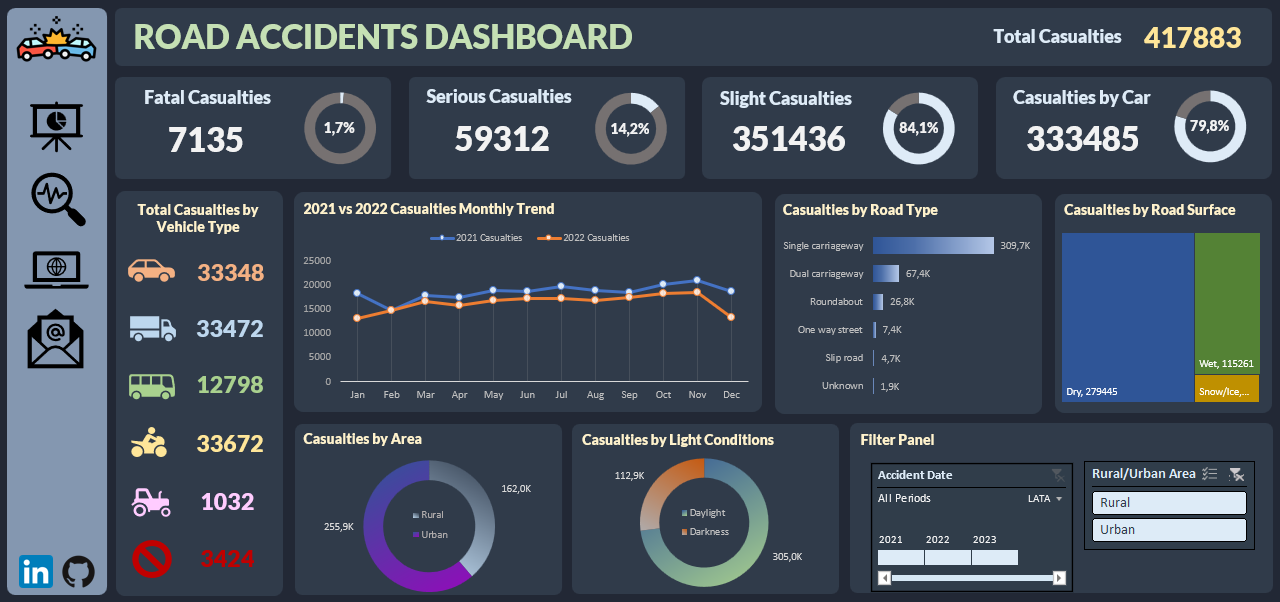 ROAD ACCIDENTS DASHBOARD
Total Casualties 417883
Fatal Casualties
7135
1,7%
Serious Casualties
59312
14,2%
Slight Casualties
351436
84,1%
Casualties by Car
333485
79,8%
Total Casualties by
Vehicle Type
33348
33472
12798
33672
1032
3424
2021 vs 2022 Casualties Monthly Trend
2021 Casualties 2022 Casualties
25000
20000
15000
10000
5000
0
Jan Feb Mar Apr May Jun Jul Aug Sep Oct Nov Dec
Casualties by Road Type
Single carriageway 309,7K
Dual carriageway 67,4K
Roundabout 26,8K
One way street 7,4K
Slip road 4,7K
Unknown 1,9K
Casualties by Road Surface
Dry, 279445
Wet, 115261
Snow/Ice,...
Casualties by Area
162,0K
255,9K
Rural
Urban
Casualties by Light Conditions
112,9K
305,0K
Daylight
Darkness
Filter Panel
Accident Date
All Periods LATA
2021 2022 2023
Rural/Urban Area
Rural
Urban
@
in